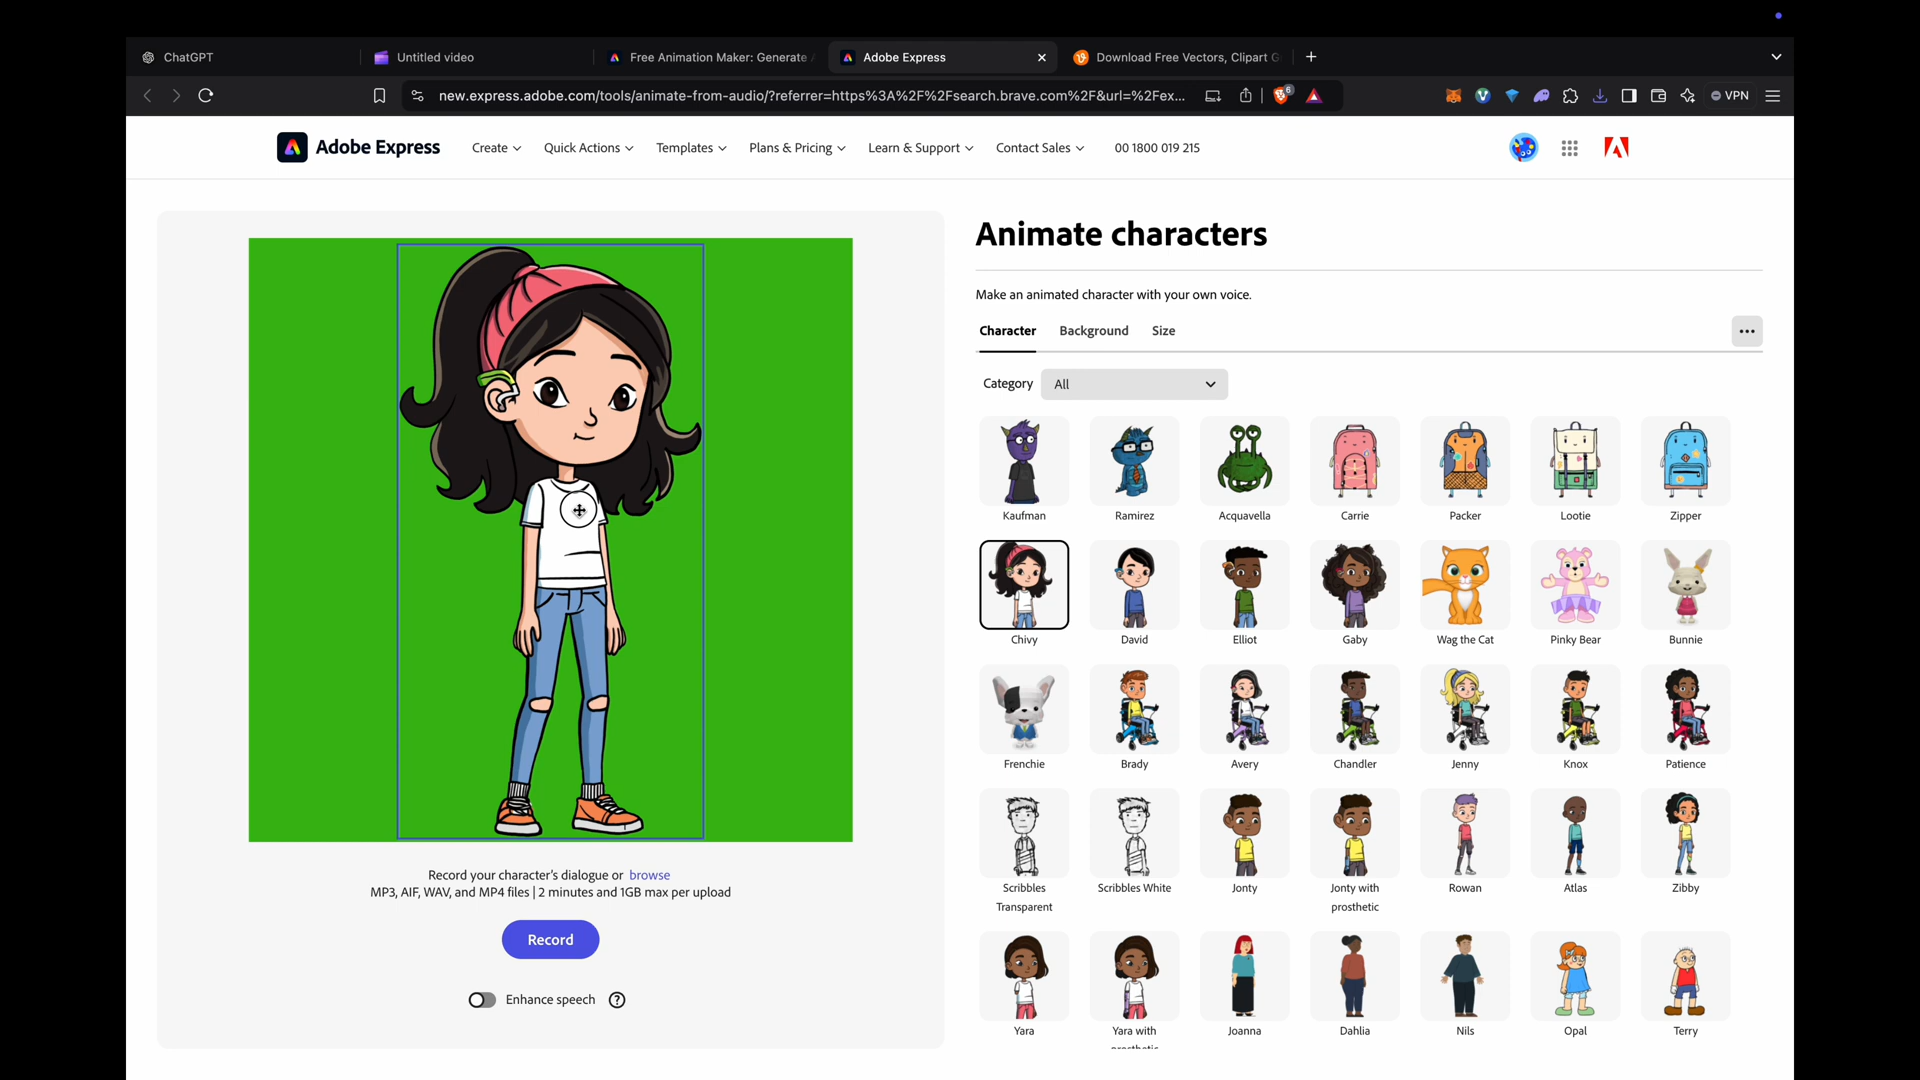 ChatGPT
Untitled video
Free Animation Maker: Generate
Adobe Express
Download Free Vectors, Clipart G
new.express.adobe.com/tools/animate-from-audio/?referrer=https%3A%2F%2Fsearch.brave.com%2F&url=%2Fex...
6
VPN
Adobe Express
Create
Quick Actions
Templates
Plans & Pricing
Learn & Support
Contact Sales
00 1800 019 215
Animate characters
Make an animated character with your own voice.
Character
Background
Size
Category
All
Kaufman
Ramirez
Acquavella
Carrie
Packer
Lootie
Zipper
Chivy
David
Elliot
Gaby
Wag the Cat
Pinky Bear
Bunnie
Frenchie
Brady
Avery
Chandler
Jenny
Knox
Patience
Scribbles
Transparent
Scribbles White
Jonty
Jonty with
prosthetic
Rowan
Atlas
Zibby
Yara
Yara with
Joanna
Dahlia
Nils
Opal
Terry
Record your character's dialogue or browse
MP3, AIF, WAV, and MP4 files | 2 minutes and 1GB max per upload
Record
Enhance speech
?